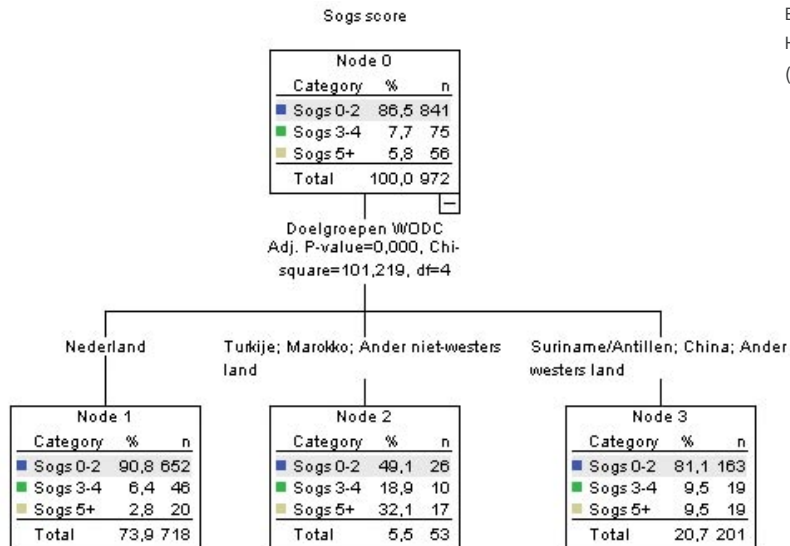 Sogs score
Node 0
Category % n
Sogs 0-2 86,5 841
Sogs 3-4 7,7 75
Sogs 5+ 5,8 56
Total 100,0 972
Doelgroepen WODC
Adj. P-value=0,000, Chi-
square=101,219, df=4
Nederland
Turkije; Marokko; Ander niet-westers
land
Suriname/Antillen; China; Ander
westers land
Node 1
Category % n
Sogs 0-2 90,8 652
Sogs 3-4 6,4 46
Sogs 5+ 2,8 20
Total 73,9 718
Node 2
Category % n
Sogs 0-2 49,1 26
Sogs 3-4 18,9 10
Sogs 5+ 32,1 17
Total 5,5 53
Node 3
Category % n
Sogs 0-2 81,1 163
Sogs 3-4 9,5 19
Sogs 5+ 9,5 19
Total 20,7 201